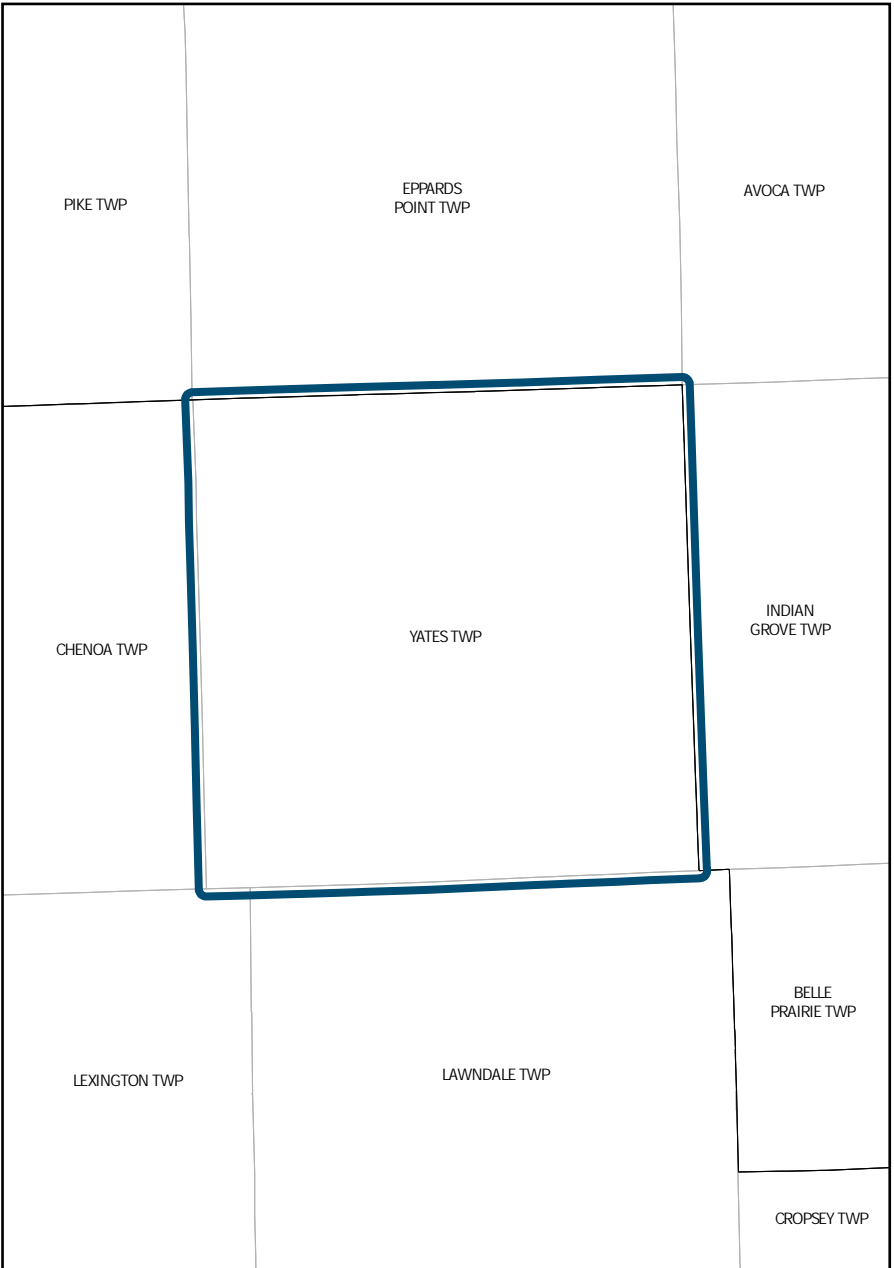 EPPARDS
POINT TWP
AVOCA TWP
PIKE TWP
INDIAN
GROVE TWP
YATES TWP
CHENOA TWP
BELLE
PRAIRIE TWP
LAWNDALE TWP
LEXINGTON TWP
CROPSEY TWP